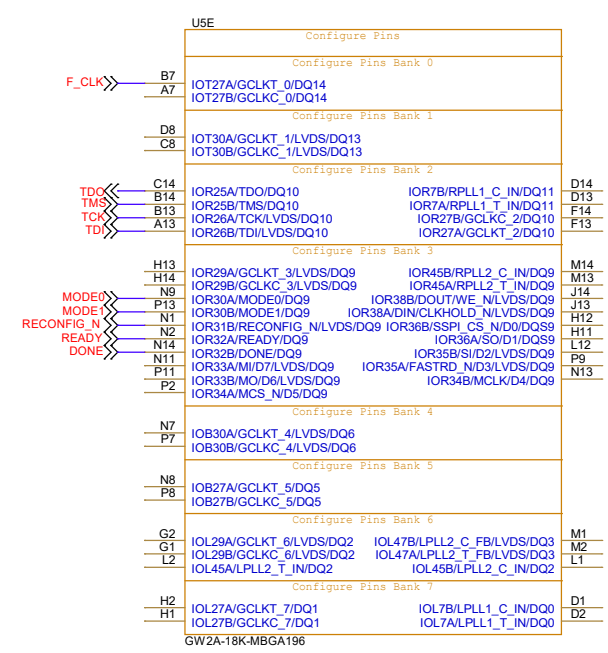 U5E
Configure Pins
Configure Pins Bank 0
F_CLK B7 IOT27A/GCLKT_0/DQ14
A7 IOT27B/GCLKC_0/DQ14
Configure Pins Bank 1
D8 IOT30A/GCLKT_1/LVDS/DQ13
C8 IOT30B/GCLKC_1/LVDS/DQ13
Configure Pins Bank 2
TDO C14 IOR25A/TDO/DQ10 IOR7B/RPLL1_C_IN/DQ11 D14
TMS B14 IOR25B/TMS/DQ10 IOR7A/RPLL1_T_IN/DQ11 D13
TCK B13 IOR26A/TCK/LVDS/DQ10 IOR27B/GCLKC_2/DQ10 F14
TDI A13 IOR26B/TDI/LVDS/DQ10 IOR27A/GCLKT_2/DQ10 F13
Configure Pins Bank 3
H13 IOR29A/GCLKT_3/LVDS/DQ9 IOR45B/RPLL2_C_IN/DQ9 M14
H14 IOR29B/GCLKC_3/LVDS/DQ9 IOR45A/RPLL2_T_IN/DQ9 M13
MODE0 N9 IOR30A/MODE0/DQ9 IOR38B/DOUT/WE_N/LVDS/DQ9 J14
MODE1 P13 IOR30B/MODE1/DQ9 IOR38A/DIN/CLKHOLD_N/LVDS/DQ9 J13
RECONFIG_N N1 IOR31B/RECONFIG_N/LVDS/DQ9 IOR36B/SSPI_CS_N/D0/DQS9 H12
READY N2 IOR32A/READY/DQ9 IOR36A/SO/D1/DQS9 H11
DONE N14 IOR32B/DONE/DQ9 IOR35B/SI/D2/LVDS/DQ9 L12
N11 IOR33A/MI/D7/LVDS/DQ9 IOR35A/FASTRD_N/D3/LVDS/DQ9 P9
P11 IOR33B/MO/D6/LVDS/DQ9 IOR34B/MCLK/D4/DQ9 N13
P2 IOR34A/MCS_N/D5/DQ9
Configure Pins Bank 4
N7 IOB30A/GCLKT_4/LVDS/DQ6
P7 IOB30B/GCLKC_4/LVDS/DQ6
Configure Pins Bank 5
N8 IOB27A/GCLKT_5/DQ5
P8 IOB27B/GCLKC_5/DQ5
Configure Pins Bank 6
G2 IOL29A/GCLKT_6/LVDS/DQ2 IOL47B/LPLL2_C_FB/LVDS/DQ3 M1
G1 IOL29B/GCLKC_6/LVDS/DQ2 IOL47A/LPLL2_T_FB/LVDS/DQ3 M2
L2 IOL45A/LPLL2_T_IN/DQ2 IOL45B/LPLL2_C_IN/DQ2 L1
Configure Pins Bank 7
H2 IOL27A/GCLKT_7/DQ1 IOL7B/LPLL1_C_IN/DQ0 D1
H1 IOL27B/GCLKC_7/DQ1 IOL7A/LPLL1_T_IN/DQ0 D2
GW2A-18K-MBGA196